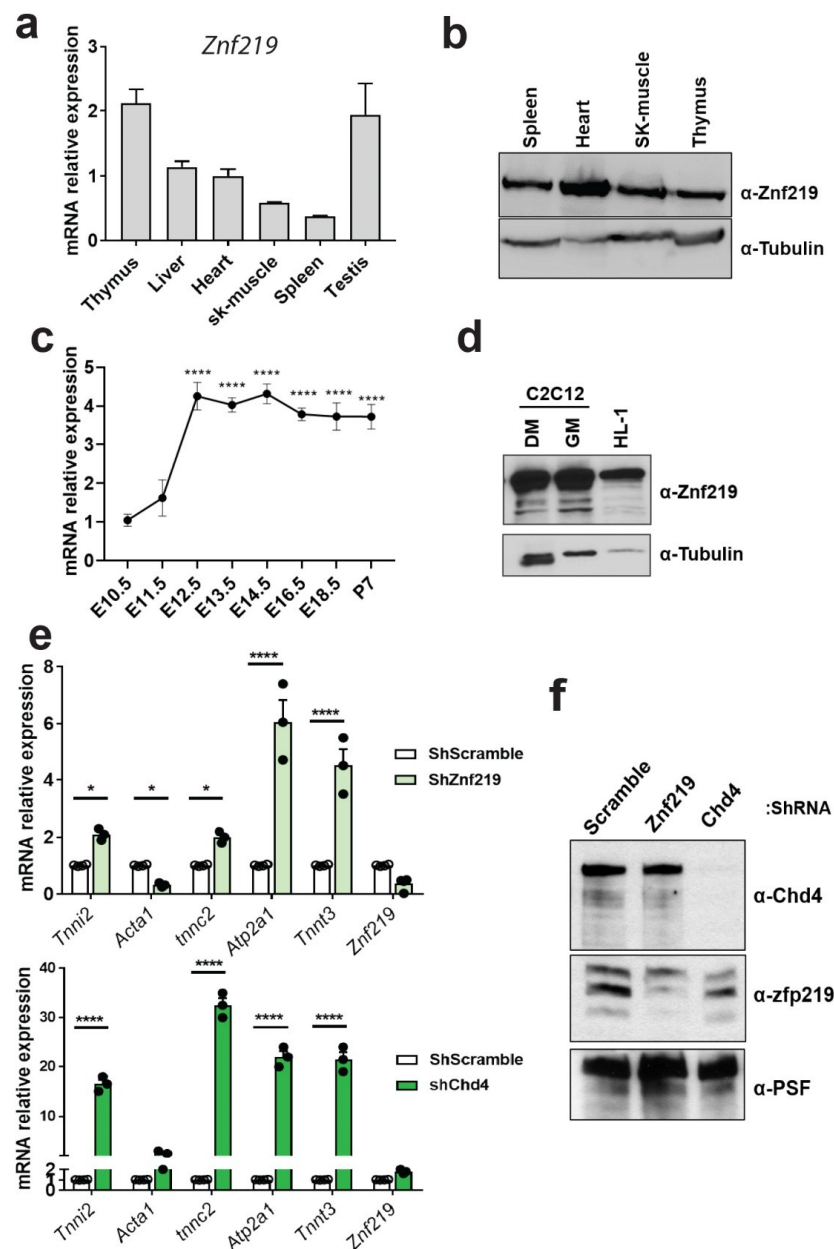 a
Znf219
mRNA relative expression
3
2
1
0
Thymus
Liver
Heart
sk-muscle
Spleen
Testis
b
Spleen
Heart
SK-muscle
Thymus
α-Znf219
α-Tubulin
c
mRNA relative expression
5
4
3
2
1
0
****
****
****
****
****
****
E10.5
E11.5
E12.5
E13.5
E14.5
E16.5
E18.5
P7
d
C2C12
DM
GM
HL-1
α-Znf219
α-Tubulin
e
mRNA relative expression
8
6
4
2
0
*
*
*
****
****
ShScramble
ShZnf219
Tnni2
Acta1
tnnc2
Atp2a1
Tnnt3
Znf219
mRNA relative expression
40
30
20
10
2
1
0
****
****
****
****
ShScramble
shChd4
Tnni2
Acta1
tnnc2
Atp2a1
Tnnt3
Znf219
f
Scramble
Znf219
Chd4
:ShRNA
α-Chd4
α-zfp219
α-PSF